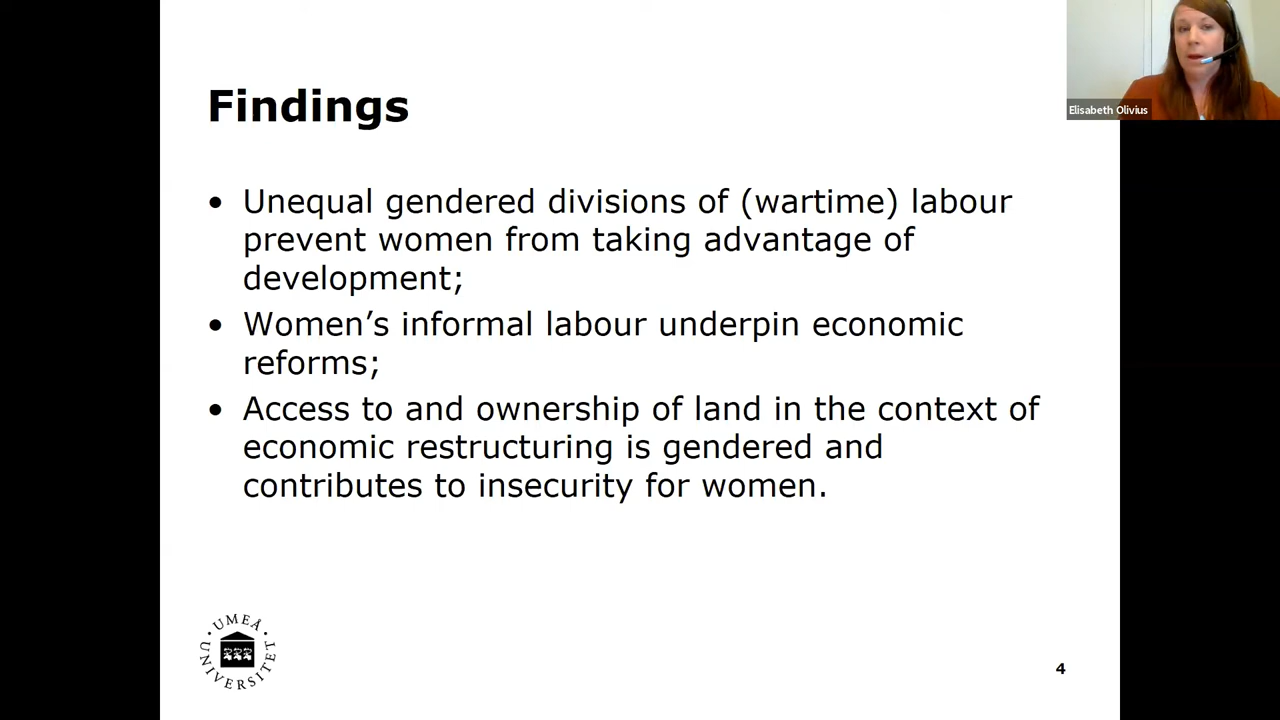 Elisabeth Olivius
Findings
• Unequal gendered divisions of (wartime) labour
prevent women from taking advantage of
development;
• Women’s informal labour underpin economic
reforms;
• Access to and ownership of land in the context of
economic restructuring is gendered and
contributes to insecurity for women.
UMEÅ
UNIVERSITET
4